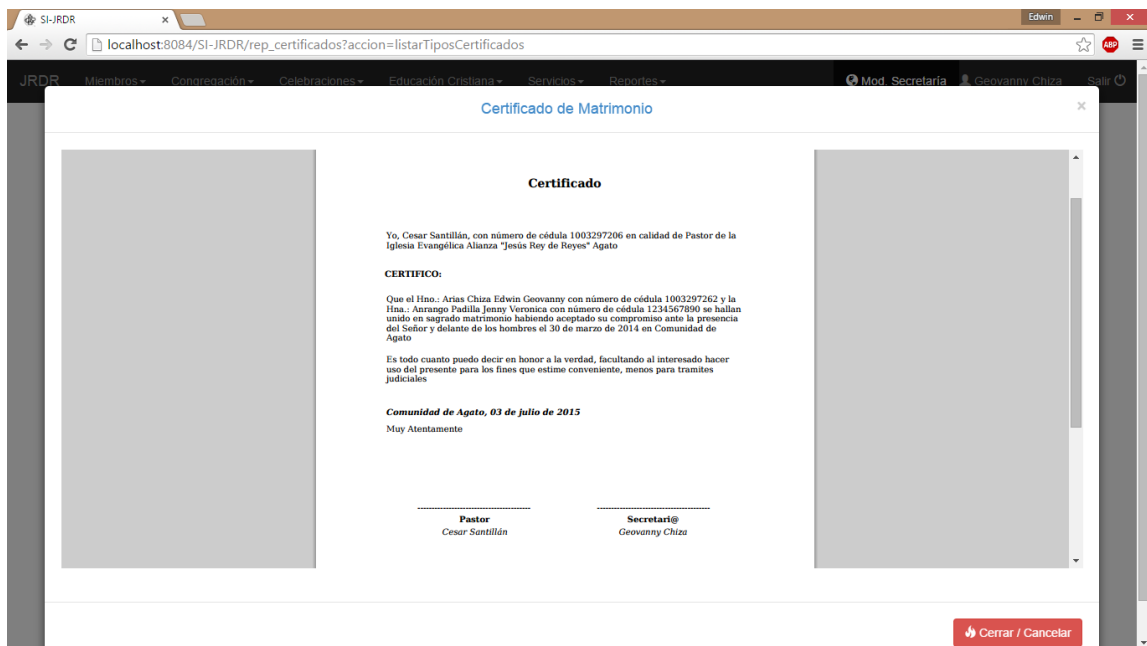 SI-JRDR
Edwin
localhost:8084/SI-JRDR/rep_certificados?accion=listarTiposCertificados
ABP
JRDR Miembros Congregación Celebraciones Educación Cristiana Servicios Reportes Mod. Secretaría Geovanny Chiza Salir
Certificado de Matrimonio
Certificado
Yo, Cesar Santillán, con número de cédula 1003297206 en calidad de Pastor de la
Iglesia Evangélica Alianza "Jesús Rey de Reyes" Agato
CERTIFICO:
Que el Hno.: Arias Chiza Edwin Geovanny con número de cédula 1003297262 y la
Hna.: Anrango Padilla Jenny Veronica con número de cédula 1234567890 se hallan
unido en sagrado matrimonio habiendo aceptado su compromiso ante la presencia
del Señor y delante de los hombres el 30 de marzo de 2014 en Comunidad de
Agato
Es todo cuanto puedo decir en honor a la verdad, facultando al interesado hacer
uso del presente para los fines que estime conveniente, menos para tramites
judiciales
Comunidad de Agato, 03 de julio de 2015
Muy Atentamente
Pastor Secretari@
Cesar Santillán Geovanny Chiza
Cerrar / Cancelar